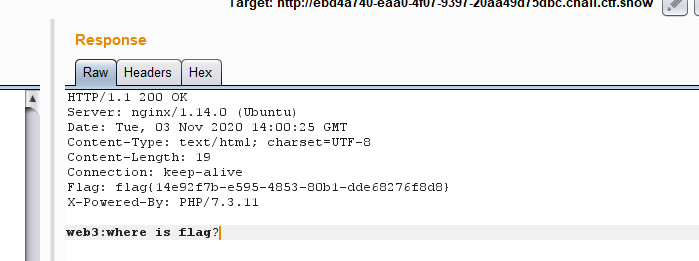 Target: http://ebd4a740-eaa0-4f07-9397-20aa49d75dbc.chall.ctf.show
Response
Raw Headers Hex
HTTP/1.1 200 OK
Server: nginx/1.14.0 (Ubuntu)
Date: Tue, 03 Nov 2020 14:00:25 GMT
Content-Type: text/html; charset=UTF-8
Content-Length: 19
Connection: keep-alive
Flag: flag{14e92f7b-e595-4853-80b1-dde68276f8d8}
X-Powered-By: PHP/7.3.11
web3:where is flag?